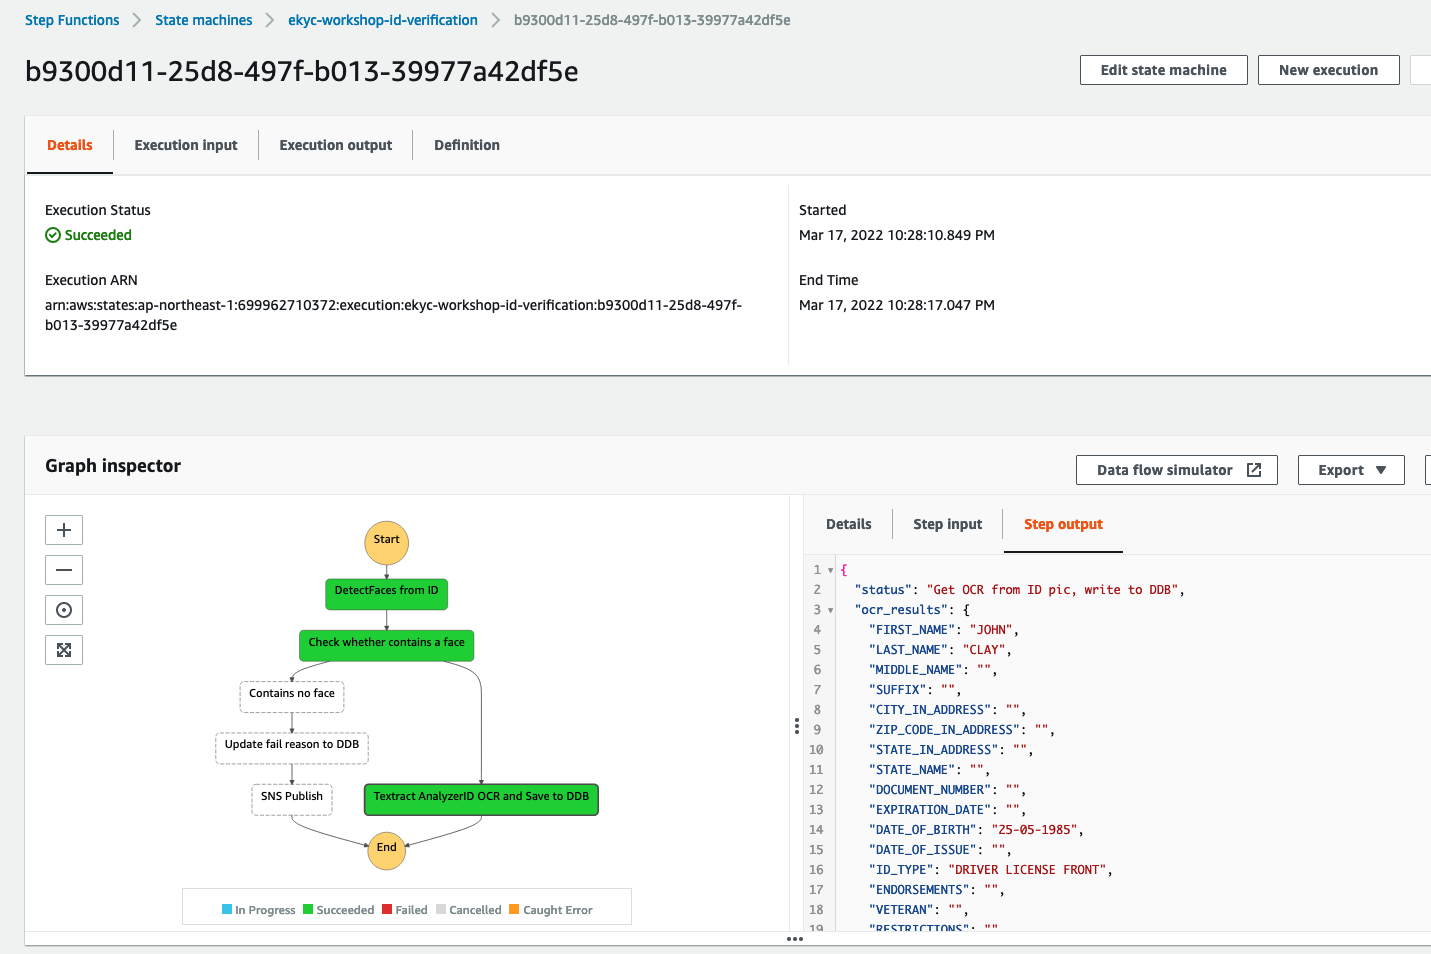 Step Functions > State machines > ekyc-workshop-id-verification > b9300d11-25d8-497f-b013-39977a42df5e
b9300d11-25d8-497f-b013-39977a42df5e
Edit state machine
New execution
Details
Execution input
Execution output
Definition
Execution Status
Succeeded
Execution ARN
arn:aws:states:ap-northeast-1:699962710372:execution:ekyc-workshop-id-verification:b9300d11-25d8-497f-
b013-39977a42df5e
Started
Mar 17, 2022 10:28:10.849 PM
End Time
Mar 17, 2022 10:28:17.047 PM
Graph inspector
Data flow simulator
Export
Start
DetectFaces from ID
Check whether contains a face
Contains no face
Update fail reason to DDB
SNS Publish
Textract AnalyzerID OCR and Save to DDB
End
In Progress
Succeeded
Failed
Cancelled
Caught Error
Details
Step input
Step output
1 {
2 "status": "Get OCR from ID pic, write to DDB",
3 "ocr_results": {
4 "FIRST_NAME": "JOHN",
5 "LAST_NAME": "CLAY",
6 "MIDDLE_NAME": "",
7 "SUFFIX": "",
8 "CITY_IN_ADDRESS": "",
9 "ZIP_CODE_IN_ADDRESS": "",
10 "STATE_IN_ADDRESS": "",
11 "STATE_NAME": "",
12 "DOCUMENT_NUMBER": "",
13 "EXPIRATION_DATE": "",
14 "DATE_OF_BIRTH": "25-05-1985",
15 "DATE_OF_ISSUE": "",
16 "ID_TYPE": "DRIVER LICENSE FRONT",
17 "ENDORSEMENTS": "",
18 "VETERAN": "",
19 "RESTRICTIONS": ""